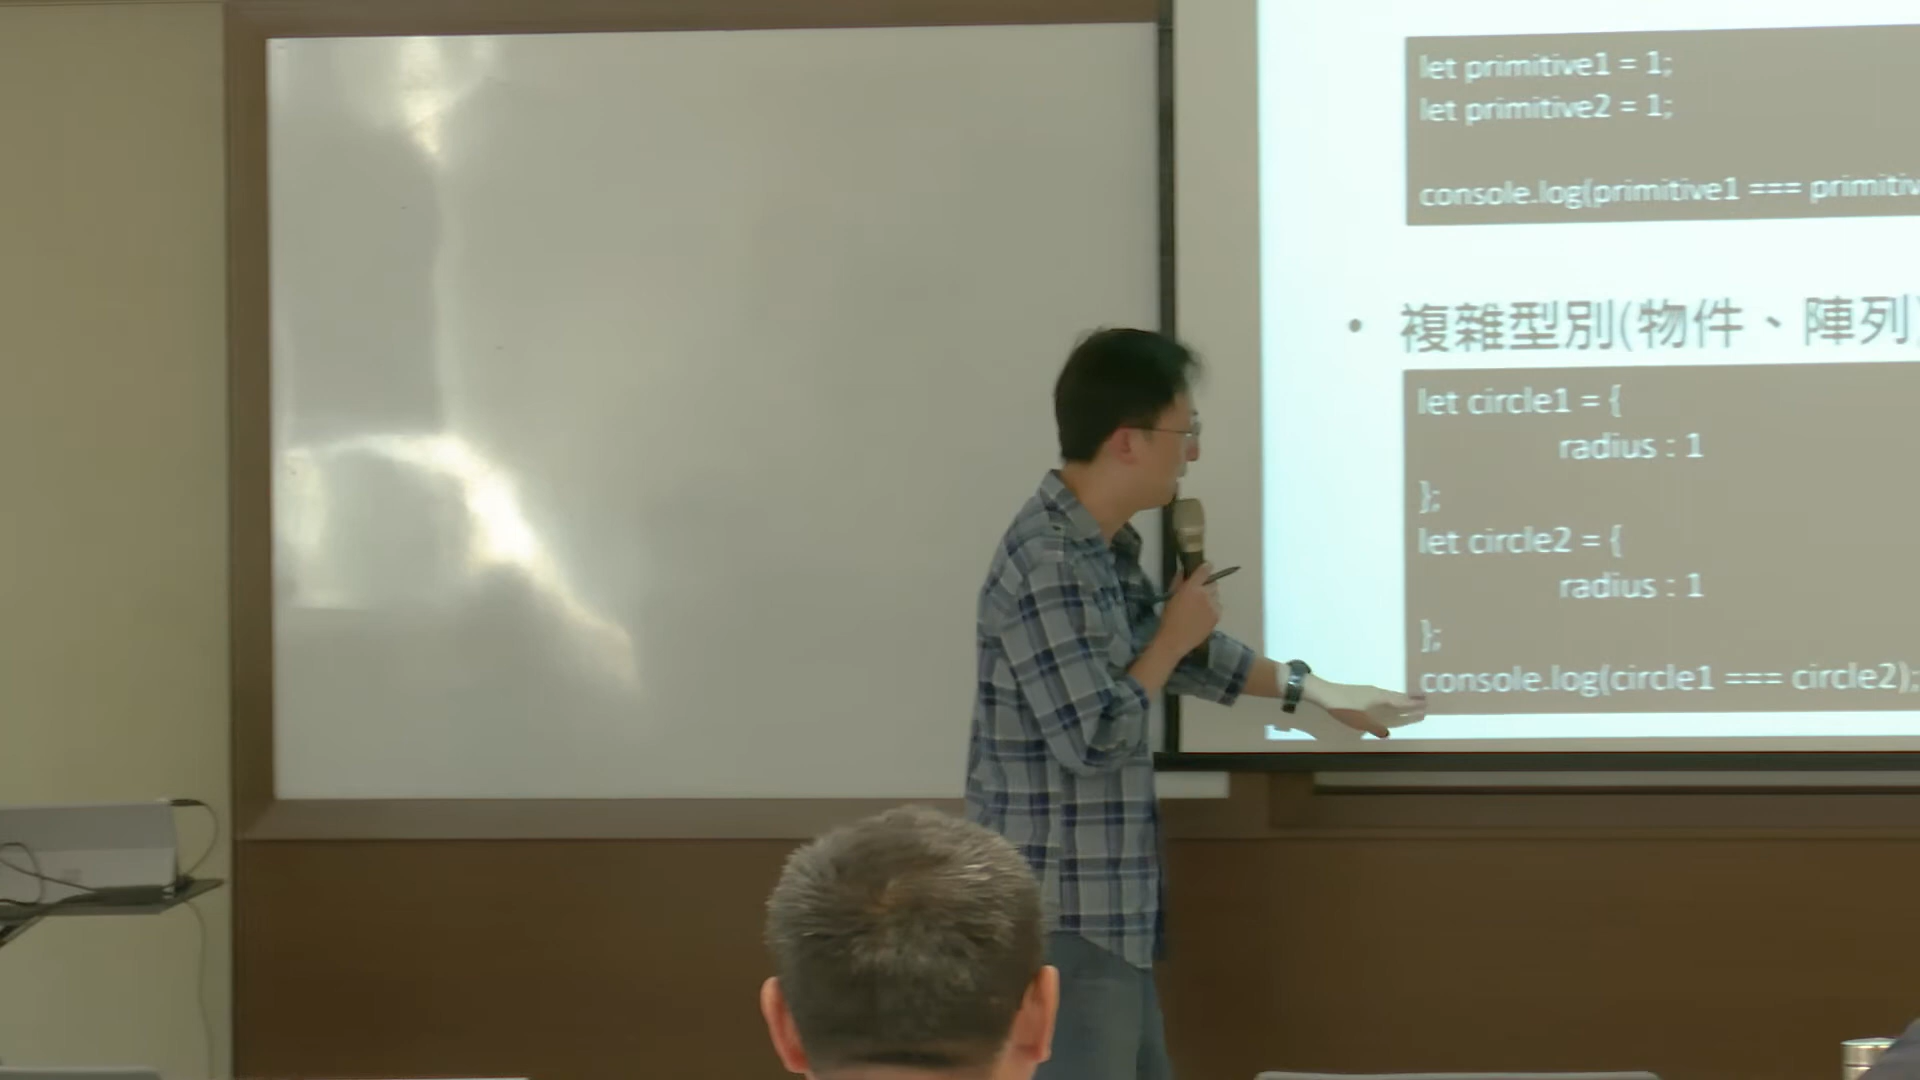 let primitive1 = 1;
let primitive2 = 1;
console.log(primitive1 ===
• 複雜型別(物件、陣列)
let circle1 = {
radius : 1
};
let circle2 = {
radius : 1
};
console.log(circle1 === circle2);